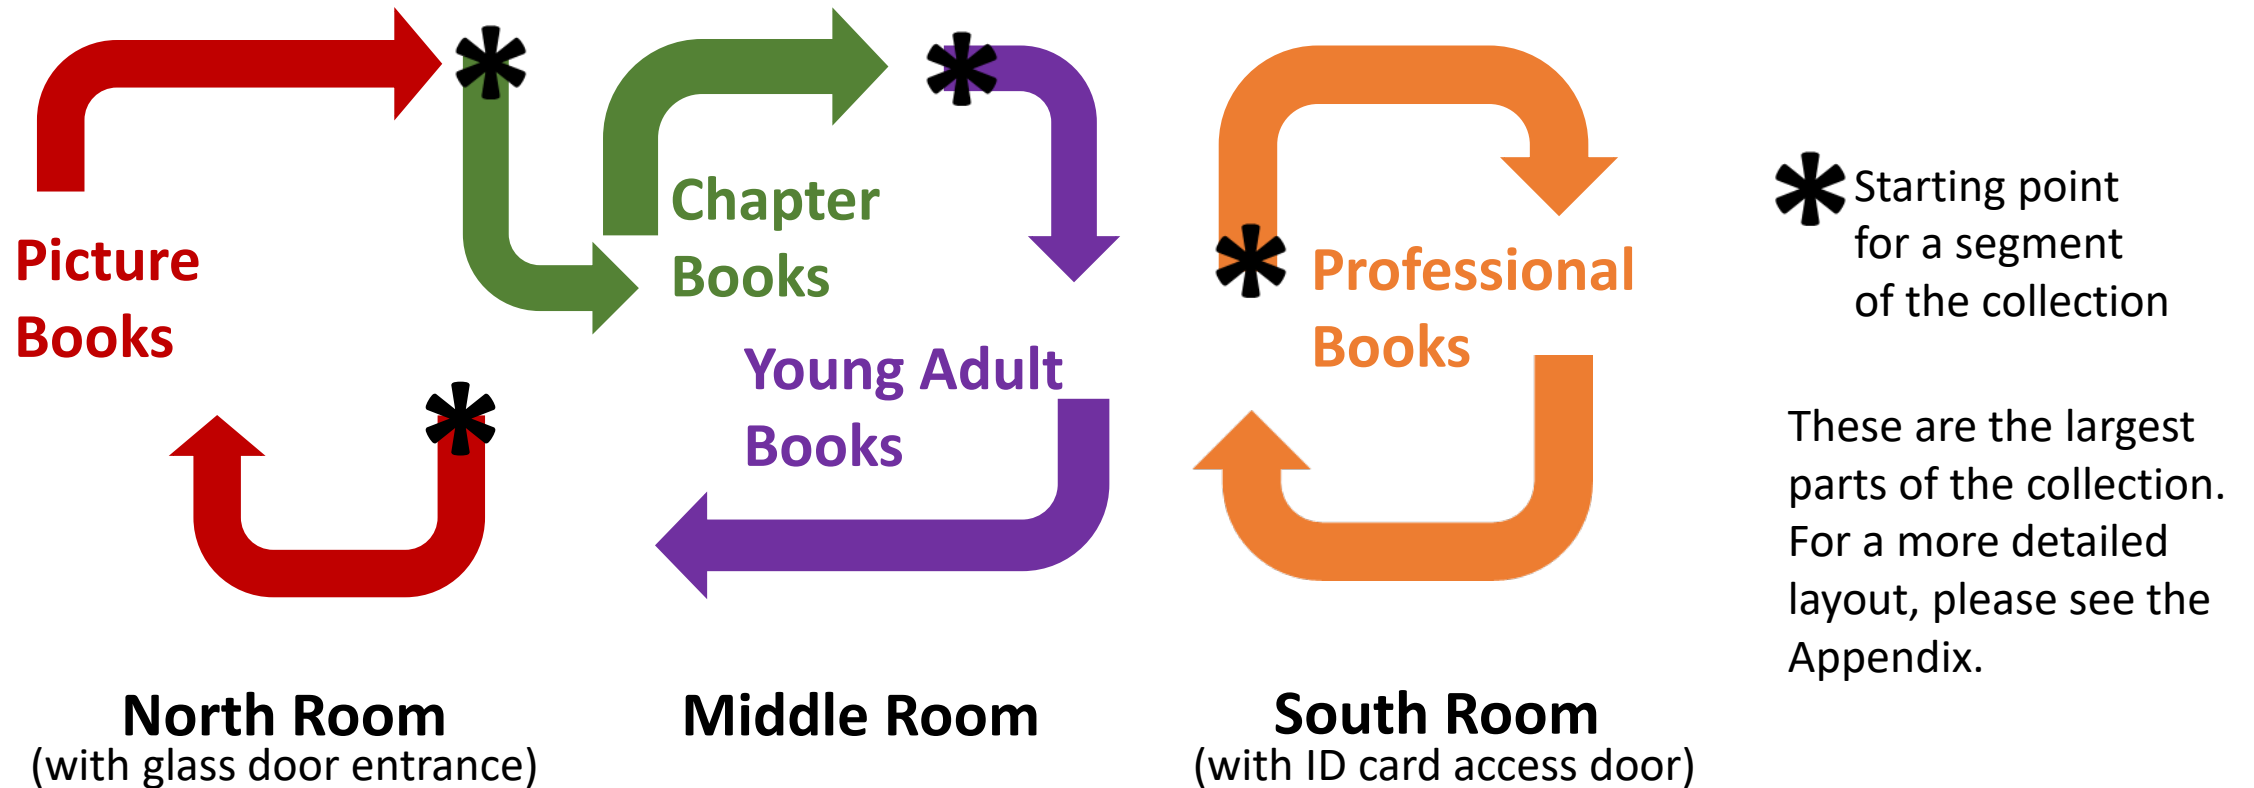 Picture
Books
Chapter
Books
Young Adult
Books
Professional
Books
Starting point
for a segment
of the collection
These are the largest
parts of the collection.
For a more detailed
layout, please see the
Appendix.
North Room
(with glass door entrance)
Middle Room
South Room
(with ID card access door)